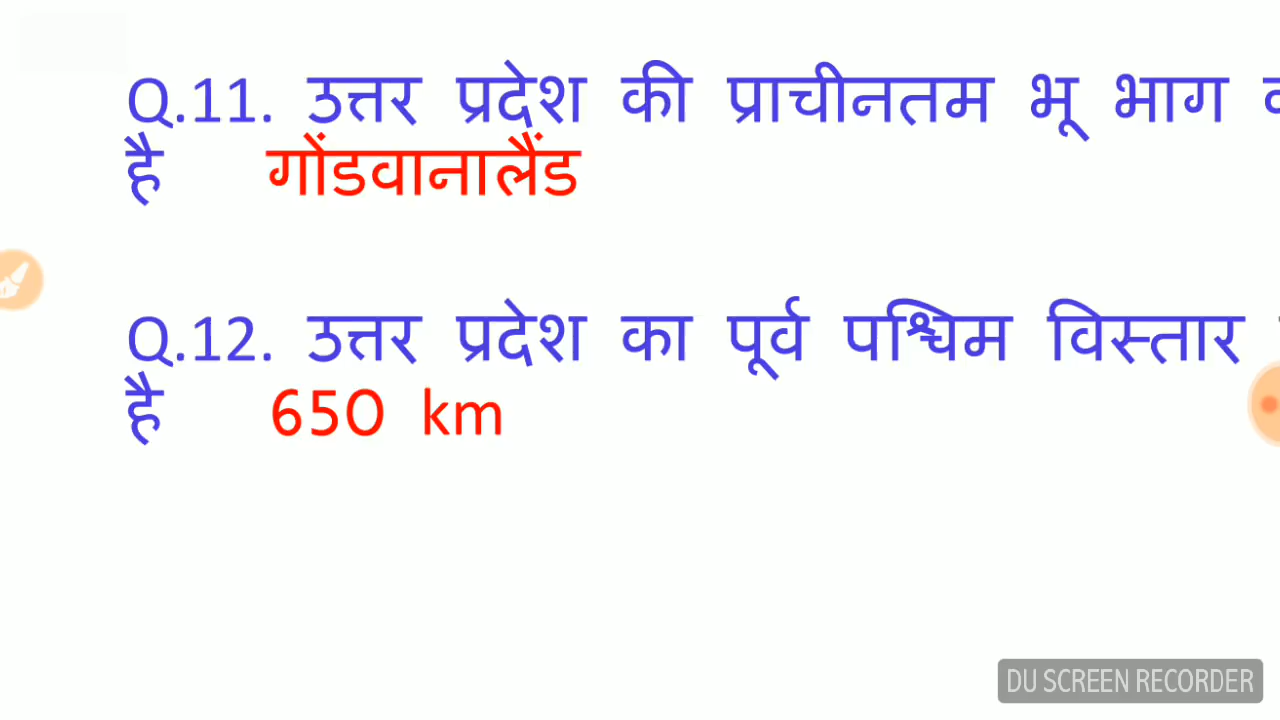 Q.11. उत्तर प्रदेश की प्राचीनतम भू भाग
है गोंडवानालैंड
Q.12. उत्तर प्रदेश का पूर्व पश्चिम विस्तार
है 650 km
DU SCREEN RECORDER